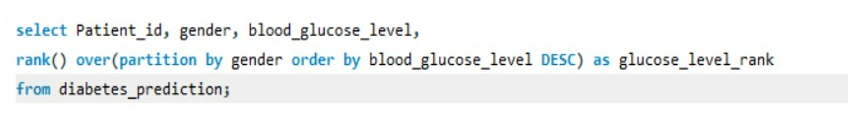 select Patient_id, gender, blood_glucose_level,
rank() over(partition by gender order by blood_glucose_level DESC) as glucose_level_rank
from diabetes_prediction;